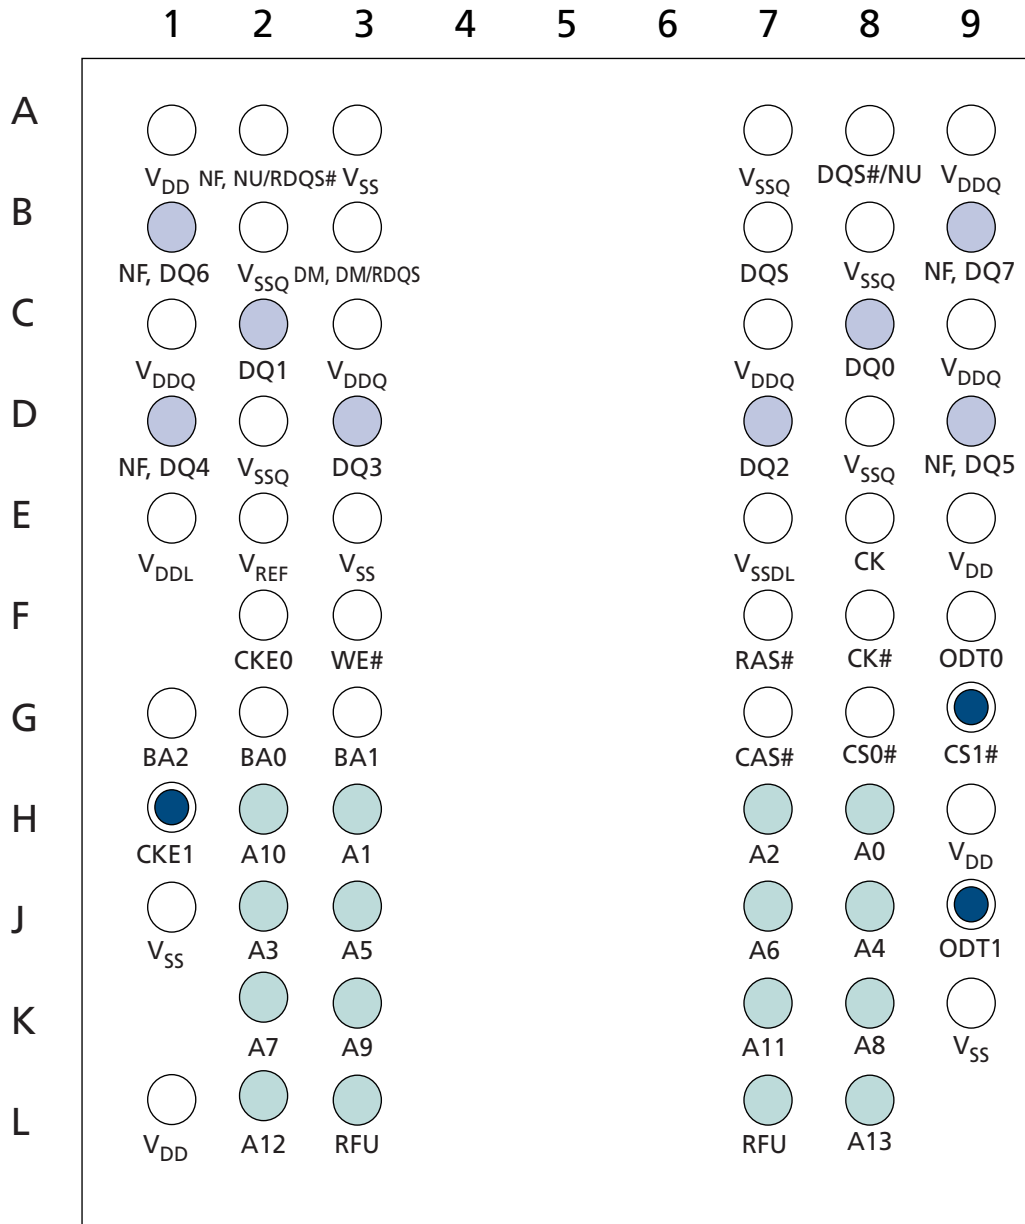 1 2 3 4 5 6 7 8 9
A
VDD NF, NU/RDQS# VSS VSSQ DQS#/NU VDDQ
B
NF, DQ6 VSSQ DM, DM/RDQS DQS VSSQ NF, DQ7
C
VDDQ DQ1 VDDQ VDDQ DQ0 VDDQ
D
NF, DQ4 VSSQ DQ3 DQ2 VSSQ NF, DQ5
E
VDDL VREF VSS VSSDL CK VDD
F
CKE0 WE# RAS# CK# ODT0
G
BA2 BA0 BA1 CAS# CS0# CS1#
H
CKE1 A10 A1 A2 A0 VDD
J
VSS A3 A5 A6 A4 ODT1
K
A7 A9 A11 A8 VSS
L
VDD A12 RFU RFU A13